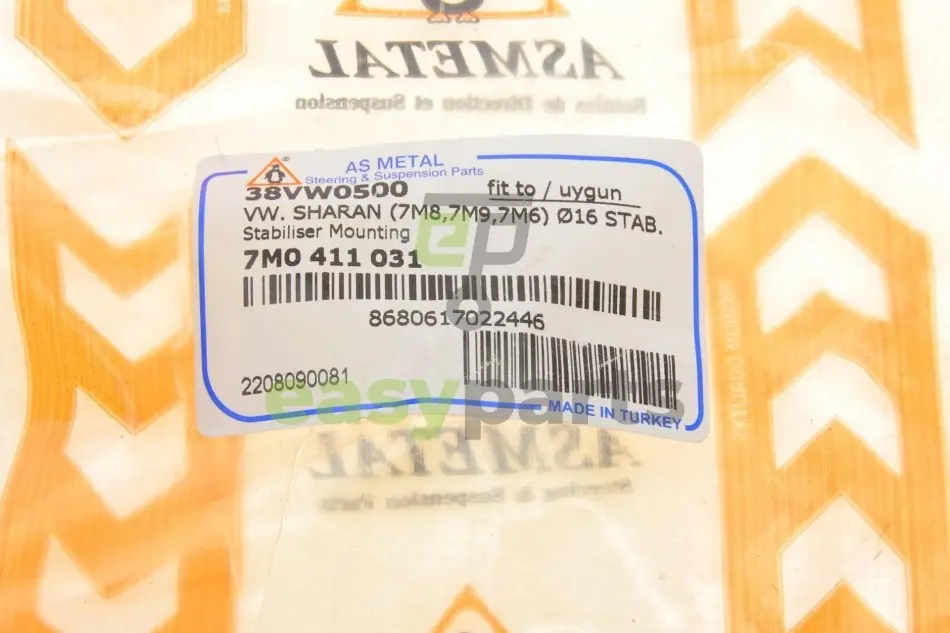 ASMETAL
Rotules de Direction et Suspension
AS METAL
Steering & Suspension Parts
38VW0500 fit to / uygun
VW. SHARAN (7M8,7M9,7M6) Ø16 STAB.
Stabiliser Mounting
7M0 411 031
8680617022446
2208090081
MADE IN TURKEY
easyparts
ASMETAL
Steering & Suspension Parts